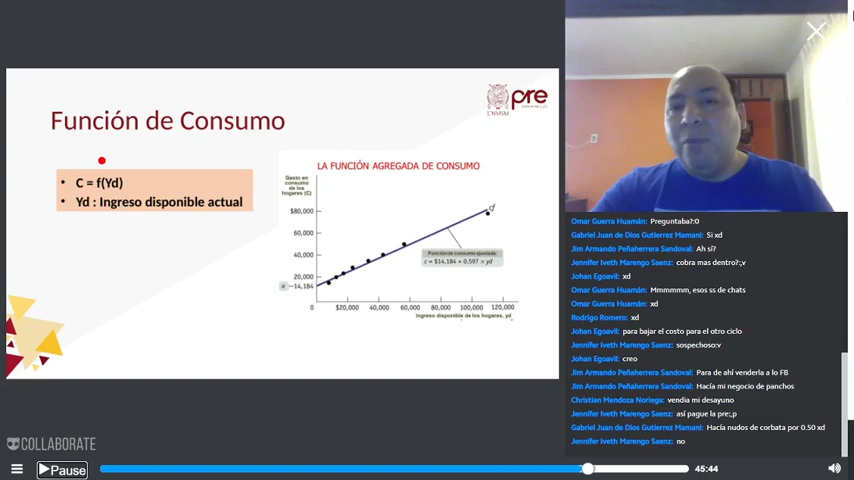 Función de Consumo
UNMSM
pre
• C = f(Yd)
• Yd : Ingreso disponible actual
LA FUNCIÓN AGREGADA DE CONSUMO
Gasto en
consumo
de los
hogares (C)
cf
$80,000
60,000
40,000
20,000
a
14,184
Función de consumo ajustada:
c = $14,184 + 0.597 × yd
0
$20,000
40,000
60,000
80,000
100,000
120,000
Ingreso disponible de los hogares, yd
Omar Guerra Huamán: Preguntaba?:0
Gabriel Juan de Dios Gutierrez Mamani: Si xd
Jim Armando Peñaherrera Sandoval: Ah sí?
Jennifer Iveth Marengo Saenz: cobra mas dentro?:,v
Johan Egoavil: xd
Omar Guerra Huamán: Mmmmmm, esos ss de chats
Omar Guerra Huamán: xd
Rodrigo Romero: xd
Johan Egoavil: para bajar el costo para el otro ciclo
Jennifer Iveth Marengo Saenz: sospechoso:v
Johan Egoavil: creo
Jim Armando Peñaherrera Sandoval: Para de ahí venderla a lo FB
Jim Armando Peñaherrera Sandoval: Hacía mi negocio de panchos
Christian Mendoza Noriega: vendia mi desayuno
Jennifer Iveth Marengo Saenz: así pague la pre:,p
Gabriel Juan de Dios Gutierrez Mamani: Hacía nudos de corbata por 0.50 xd
Jennifer Iveth Marengo Saenz: no
COLLABORATE
Pause
45:44